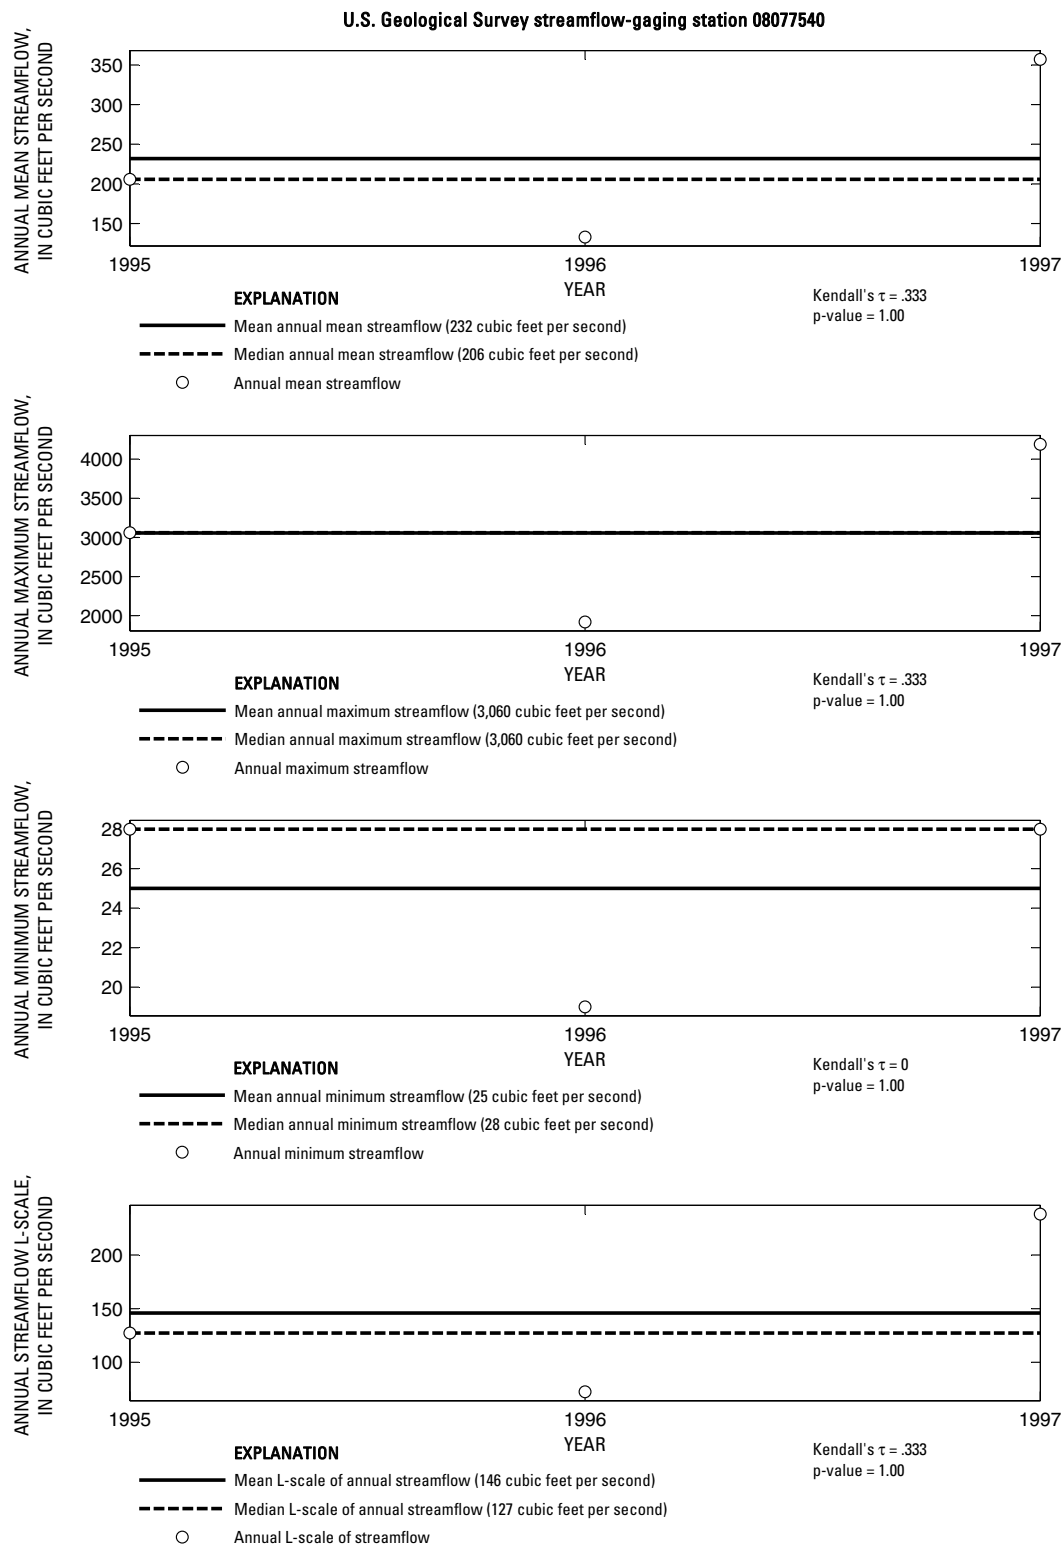 U.S. Geological Survey streamflow-gaging station 08077540
ANNUAL MEAN STREAMFLOW,
IN CUBIC FEET PER SECOND
350
300
250
200
150
1995
1996
1997
YEAR
EXPLANATION
Mean annual mean streamflow (232 cubic feet per second)
Median annual mean streamflow (206 cubic feet per second)
Annual mean streamflow
Kendall's τ = .333
p-value = 1.00
ANNUAL MAXIMUM STREAMFLOW,
IN CUBIC FEET PER SECOND
4000
3500
3000
2500
2000
1995
1996
1997
YEAR
EXPLANATION
Mean annual maximum streamflow (3,060 cubic feet per second)
Median annual maximum streamflow (3,060 cubic feet per second)
Annual maximum streamflow
Kendall's τ = .333
p-value = 1.00
ANNUAL MINIMUM STREAMFLOW,
IN CUBIC FEET PER SECOND
28
26
24
22
20
1995
1996
1997
YEAR
EXPLANATION
Mean annual minimum streamflow (25 cubic feet per second)
Median annual minimum streamflow (28 cubic feet per second)
Annual minimum streamflow
Kendall's τ = 0
p-value = 1.00
ANNUAL STREAMFLOW L-SCALE,
IN CUBIC FEET PER SECOND
200
150
100
1995
1996
1997
YEAR
EXPLANATION
Mean L-scale of annual streamflow (146 cubic feet per second)
Median L-scale of annual streamflow (127 cubic feet per second)
Annual L-scale of streamflow
Kendall's τ = .333
p-value = 1.00